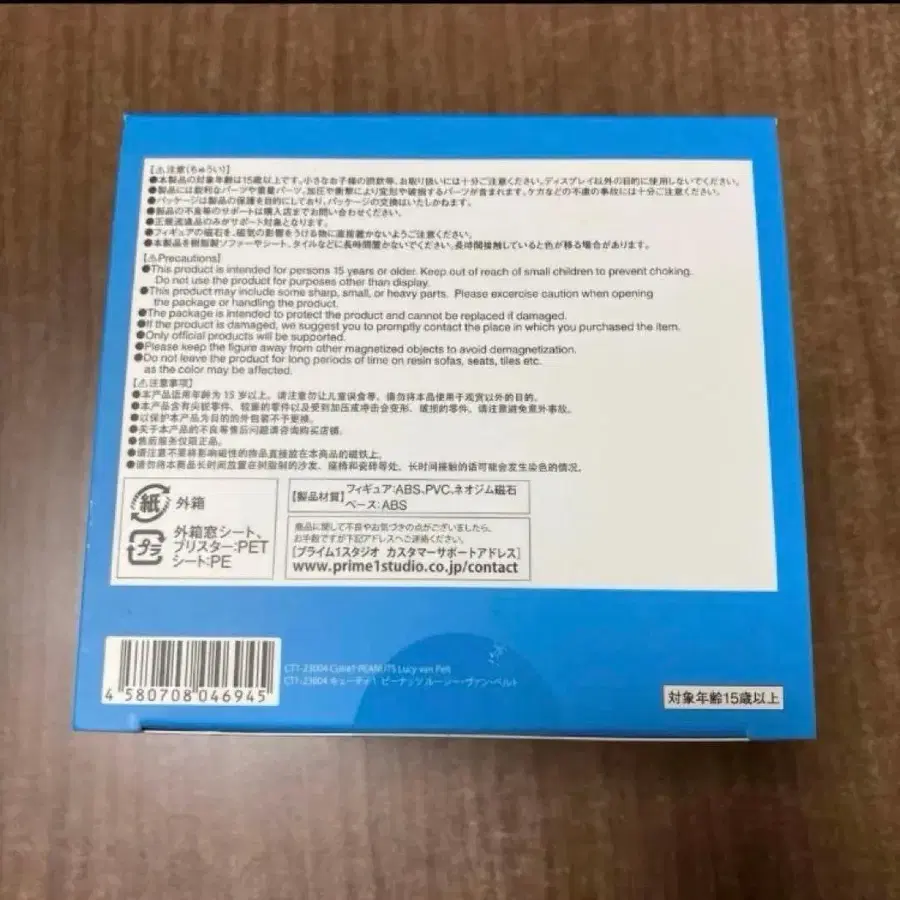 【⚠注意(ちゅうい)】
●本製品の対象年齢は15歳以上です。小さなお子様の誤飲等、お取り扱いには十分ご注意ください。ディスプレイ以外の目的に使用しないでください。
●製品には鋭利なパーツや重量パーツ、加圧や衝撃により変形や破損するパーツが含まれます。ケガなどの不慮の事故には十分ご注意ください。
●パッケージは製品の保護を目的にしており、パッケージの交換はいたしかねます。
●製品の不良等のサポートは購入店までお問い合わせください。
●正規流通品のみがサポート対象となります。
●フィギュアの磁石を、磁気の影響をうける物に直接置かないようご注意ください。
●本製品を樹脂製ソファーやシート、タイルなどに長時間置かないでください。長時間接触していると色が移る場合があります。
【⚠Precautions】
●This product is intended for persons 15 years or older. Keep out of reach of small children to prevent choking.
Do not use the product for purposes other than display.
●This product may include some sharp, small, or heavy parts. Please excercise caution when opening
the package or handling the product.
●The package is intended to protect the product and cannot be replaced if damaged.
●If the product is damaged, we suggest you to promptly contact the place in which you purchased the item.
●Only official products will be supported.
●Please keep the figure away from other magnetized objects to avoid demagnetization.
●Do not leave the product for long periods of time on resin sofas, seats, tiles etc.
as the color may be affected.
【⚠注意事项】
●本产品适用年龄为 15 岁以上。请注意勿让儿童误食等。请勿将本品使用于观赏以外的目的。
●本产品含有尖锐零件、较重的零件以及受到加压或冲击会变形、破损的零件。请注意避免意外事故。
●以保护本产品为目的的外包装不予更换。
●关于本产品的不良等售后问题请咨询购买店铺。
●售后服务仅限正品。
●请注意不要将影响磁性的物品直接放在本商品的磁铁上。
●请勿将本商品长时间放置在树脂制的沙发、座椅和瓷砖等处。长时间接触的话可能会发生染色的情况。
紙 外箱
プラ 外箱窓シート、
ブリスター:PET
シート:PE
【製品材質】フィギュア:ABS、PVC、ネオジム磁石
ベース:ABS
商品に関して不良やお気づきの点がございましたら、
お手数ですが下記アドレスへご連絡ください。
[プライム1スタジオ カスタマーサポートアドレス]
www.prime1studio.co.jp/contact
4 580708 046945
CT1-23004 Cutie1 PEANUTS Lucy van Pelt
CT1-23004 キューティ1 ピーナッツ ルーシー・ヴァン・ペルト
対象年齢15歳以上